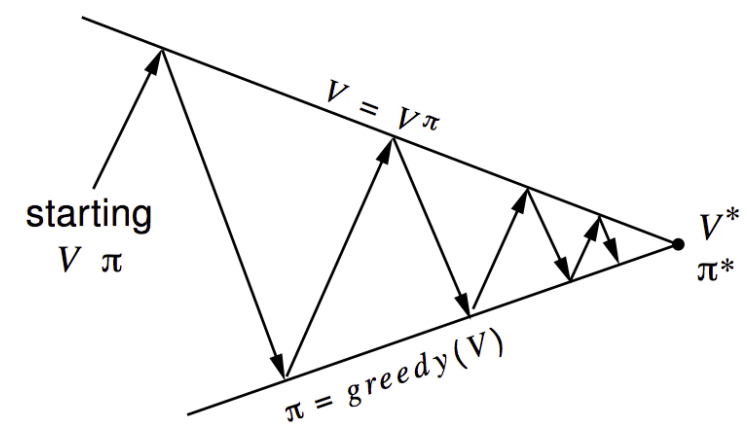 V = Vπ
starting
V π
V*
π*
π = greedy(V)